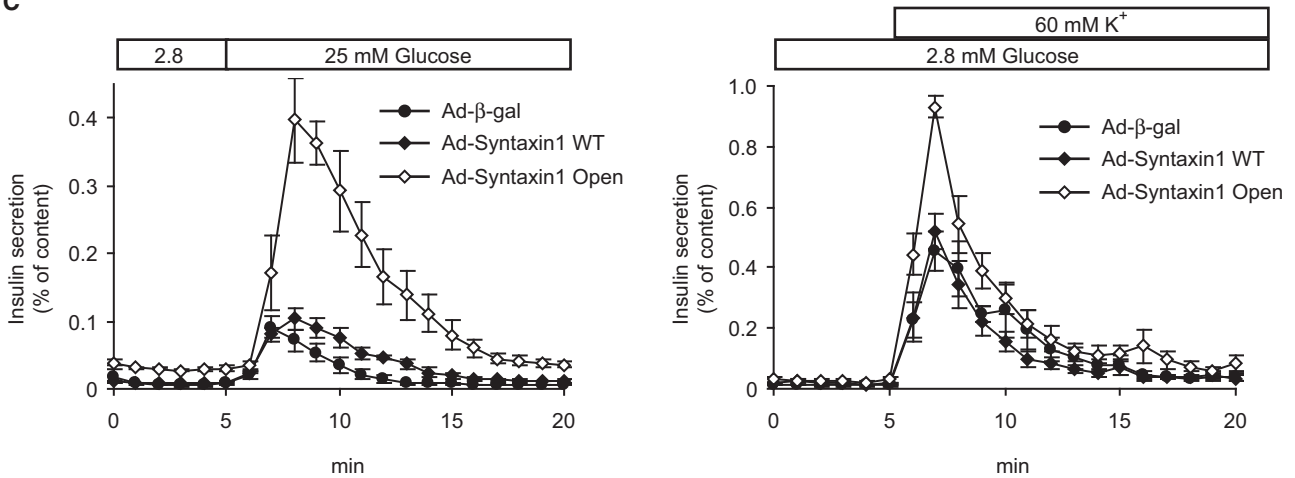 C
2.8
25 mM Glucose
Insulin secretion
(% of content)
0.4
0.3
0.2
0.1
0
Ad-β-gal
Ad-Syntaxin1 WT
Ad-Syntaxin1 Open
0
5
10
15
20
min
60 mM K⁺
2.8 mM Glucose
Insulin secretion
(% of content)
1.0
0.8
0.6
0.4
0.2
0
Ad-β-gal
Ad-Syntaxin1 WT
Ad-Syntaxin1 Open
0
5
10
15
20
min